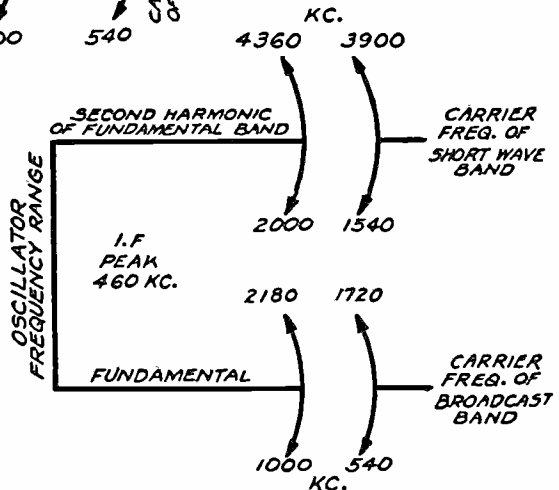 00
540
KC.
4360 3900
SECOND HARMONIC
OF FUNDAMENTAL BAND
CARRIER
FREQ. OF
SHORT WAVE
BAND
OSCILLATOR
FREQUENCY RANGE
2000 1540
I.F
PEAK
460 KC.
2180 1720
FUNDAMENTAL
CARRIER
FREQ. OF
BROADCAST
BAND
1000 540
KC.